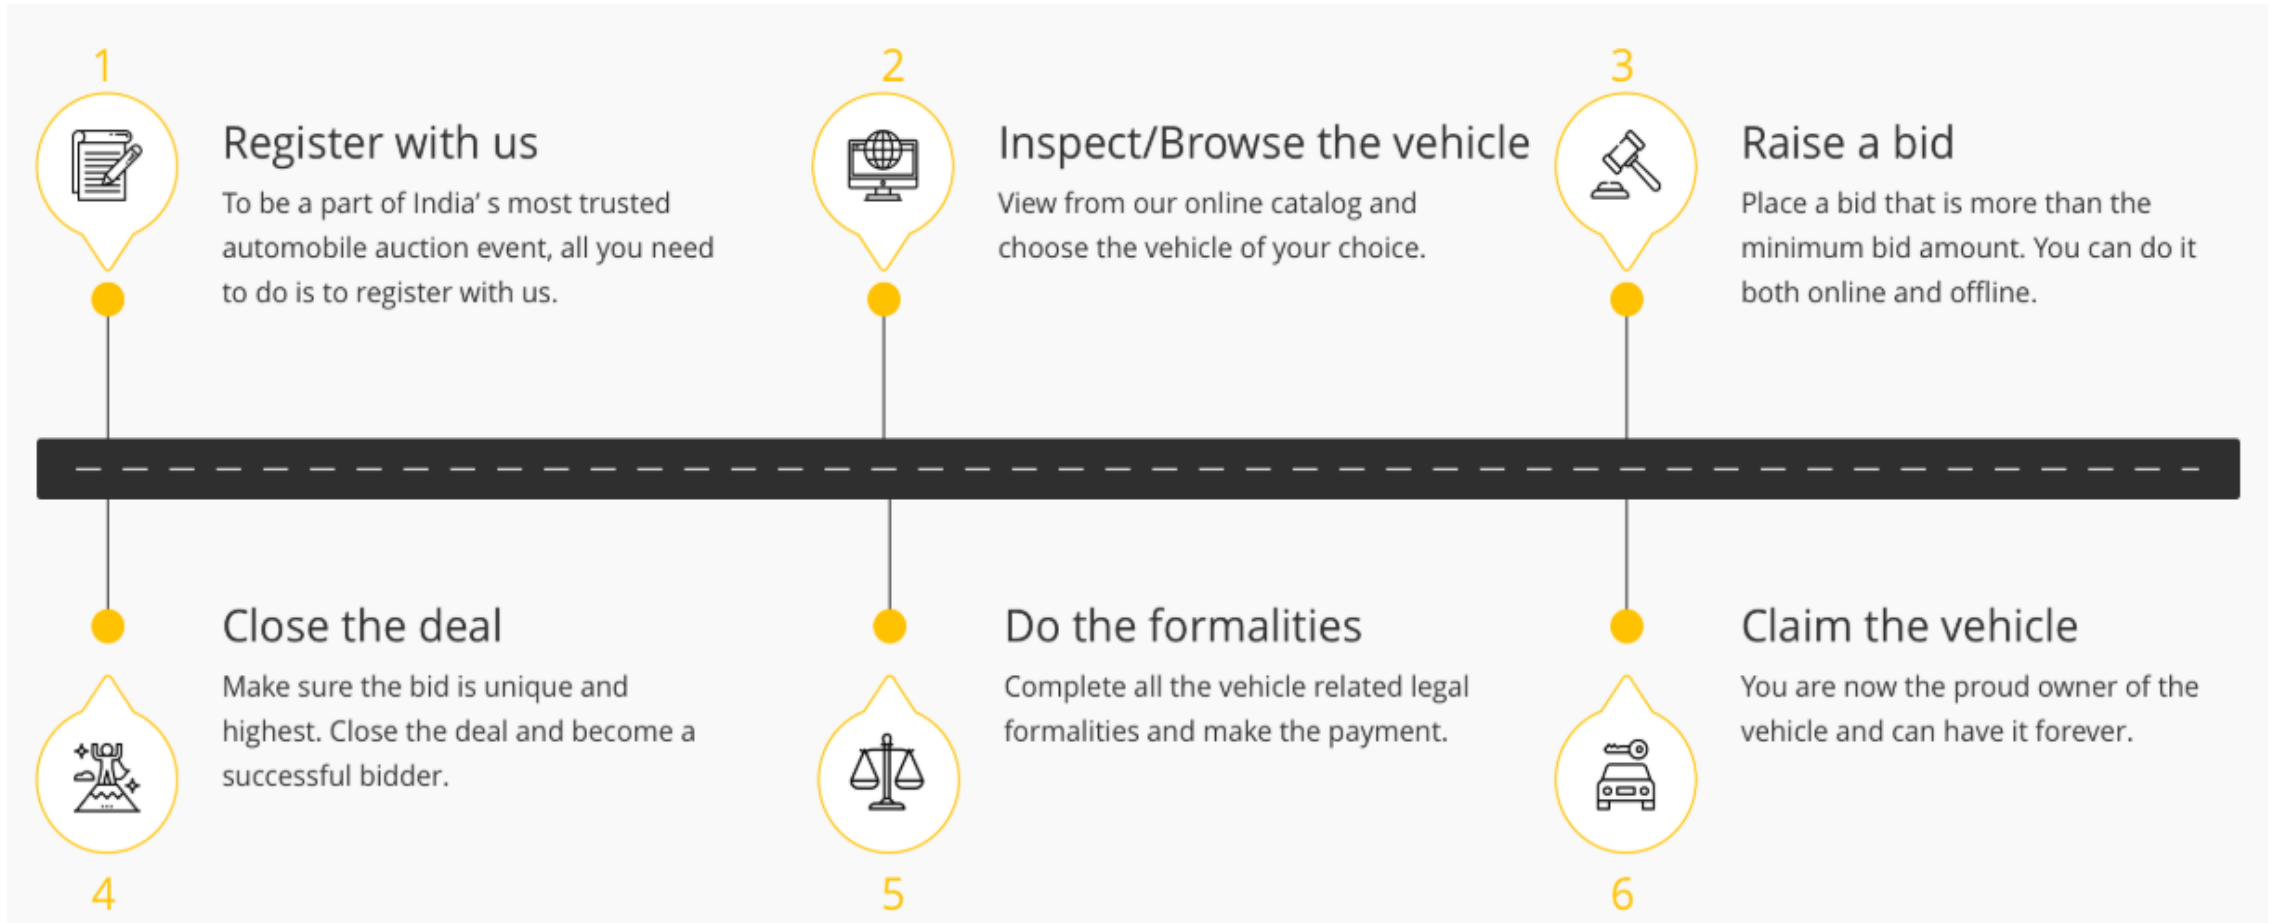 1
Register with us
To be a part of India' s most trusted
automobile auction event, all you need
to do is to register with us.
2
Inspect/Browse the vehicle
View from our online catalog and
choose the vehicle of your choice.
3
Raise a bid
Place a bid that is more than the
minimum bid amount. You can do it
both online and offline.
Close the deal
Make sure the bid is unique and
highest. Close the deal and become a
successful bidder.
4
Do the formalities
Complete all the vehicle related legal
formalities and make the payment.
5
Claim the vehicle
You are now the proud owner of the
vehicle and can have it forever.
6